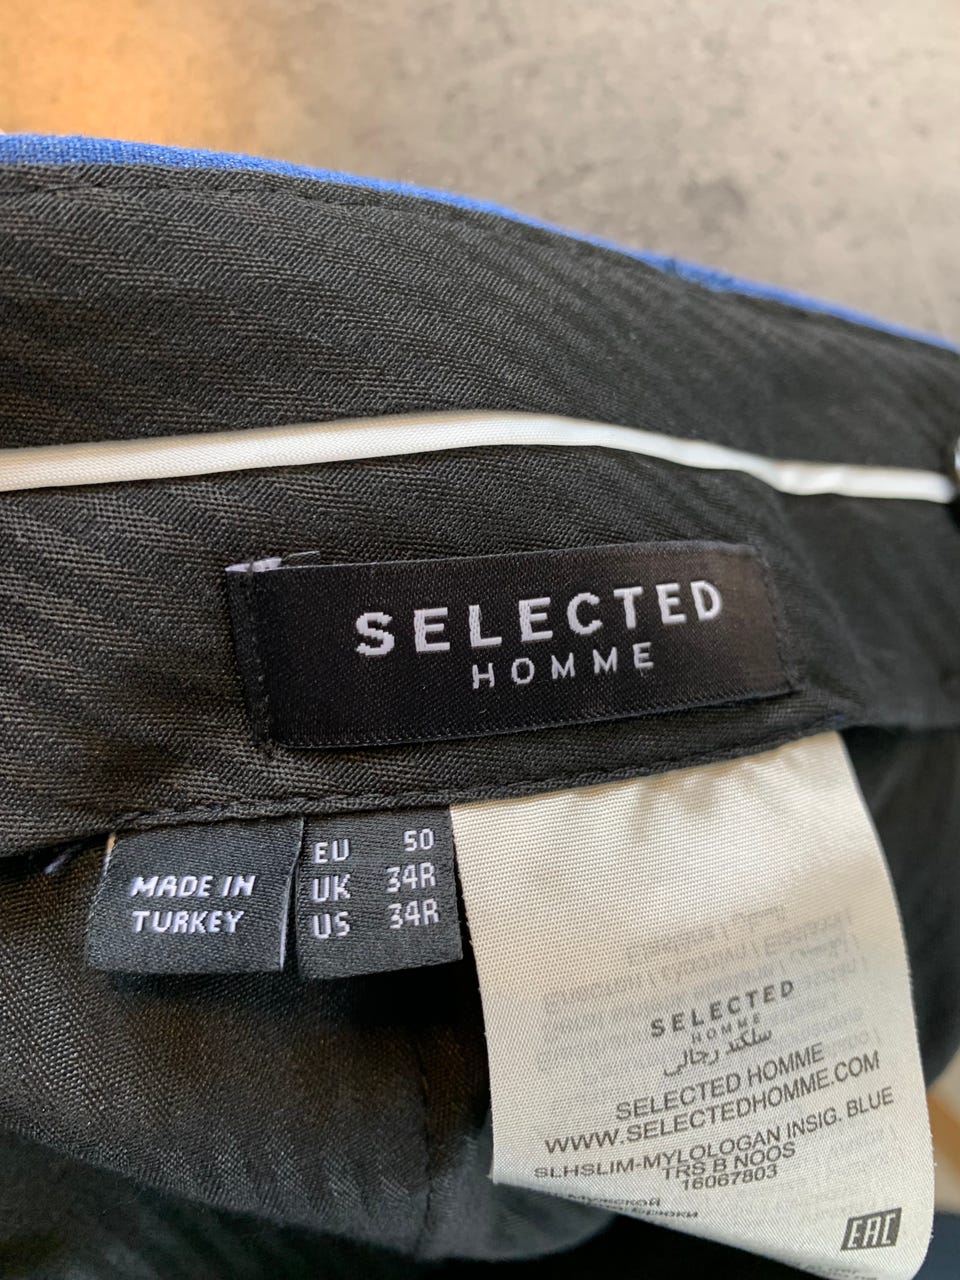 SELECTED
HOMME
MADE IN
TURKEY
EU 50
UK 34R
US 34R
SELECTED
HOMME
سلكتد رجالي
SELECTED HOMME
WWW.SELECTEDHOMME.COM
SLHSLIM-MYLOLOGAN INSIG. BLUE
TRS B NOOS
16067803
EAC